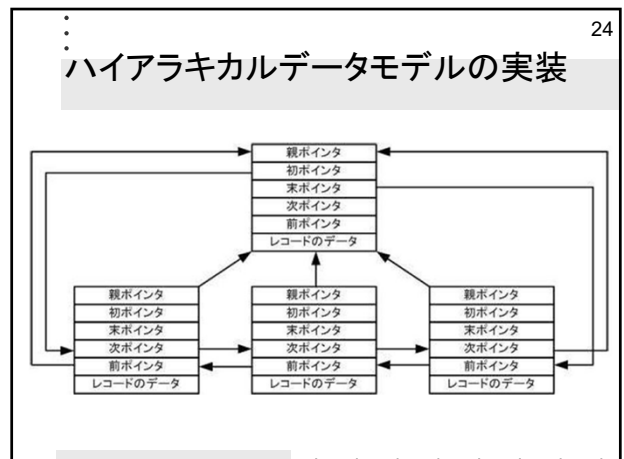 24
ハイアラキカルデータモデルの実装
親ポインタ
初ポインタ
末ポインタ
次ポインタ
前ポインタ
レコードのデータ
親ポインタ
初ポインタ
末ポインタ
次ポインタ
前ポインタ
レコードのデータ
親ポインタ
初ポインタ
末ポインタ
次ポインタ
前ポインタ
レコードのデータ
親ポインタ
初ポインタ
末ポインタ
次ポインタ
前ポインタ
レコードのデータ